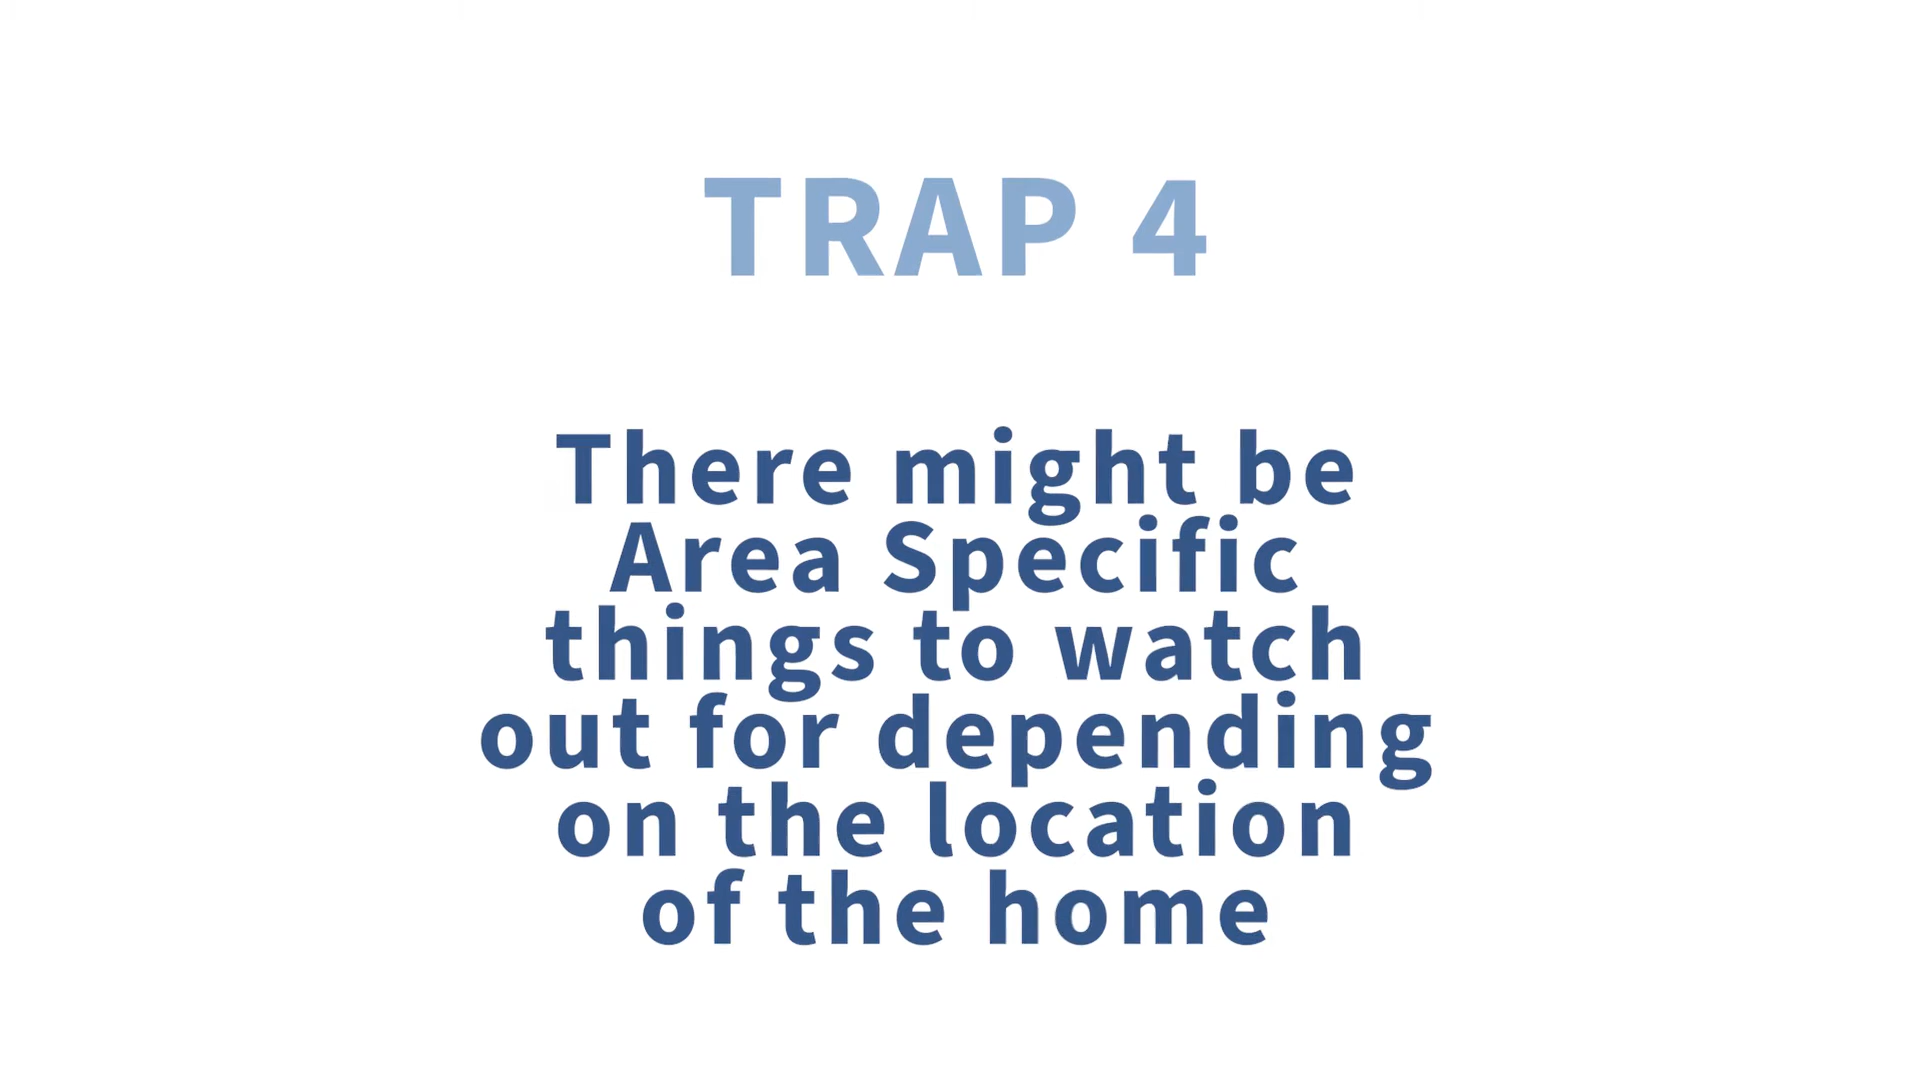 TRAP 4
There might be
Area Specific
things to watch
out for depending
on the location
of the home